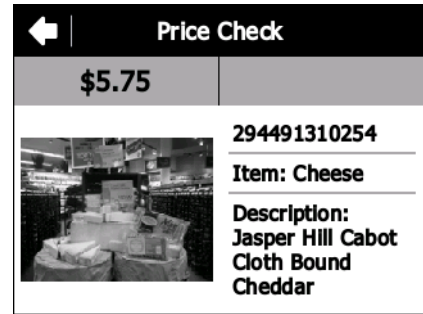 Price Check
$5.75
294491310254
Item: Cheese
Description:
Jasper Hill Cabot
Cloth Bound
Cheddar